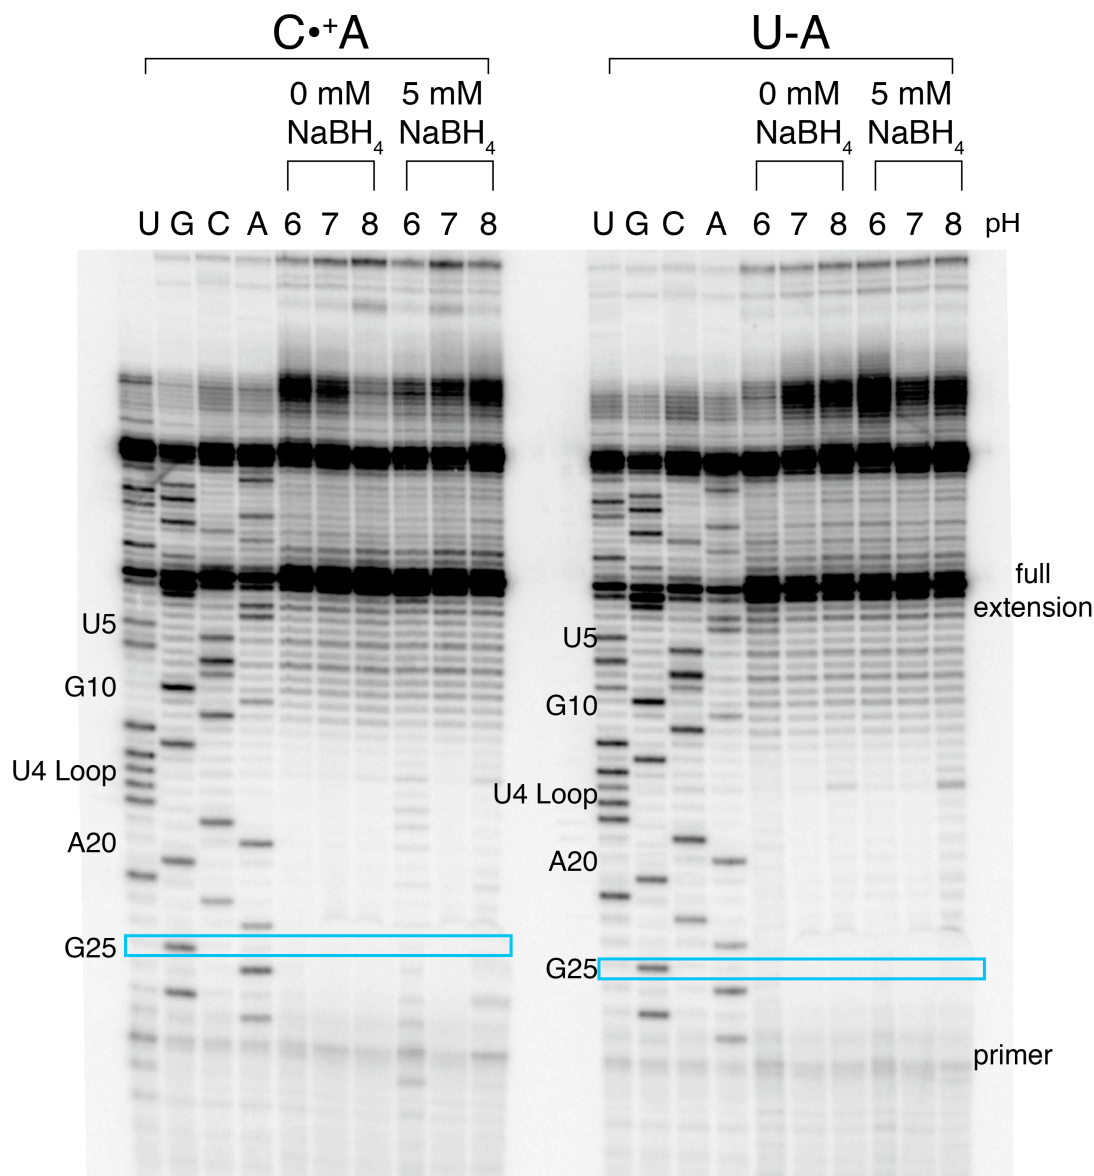 C•⁺A U-A
0 mM 5 mM 0 mM 5 mM
NaBH₄ NaBH₄ NaBH₄ NaBH₄
U G C A 6 7 8 6 7 8 U G C A 6 7 8 6 7 8 pH
full
extension
U5
U5
G10
G10
U4 Loop
U4 Loop
A20
A20
G25
G25
primer